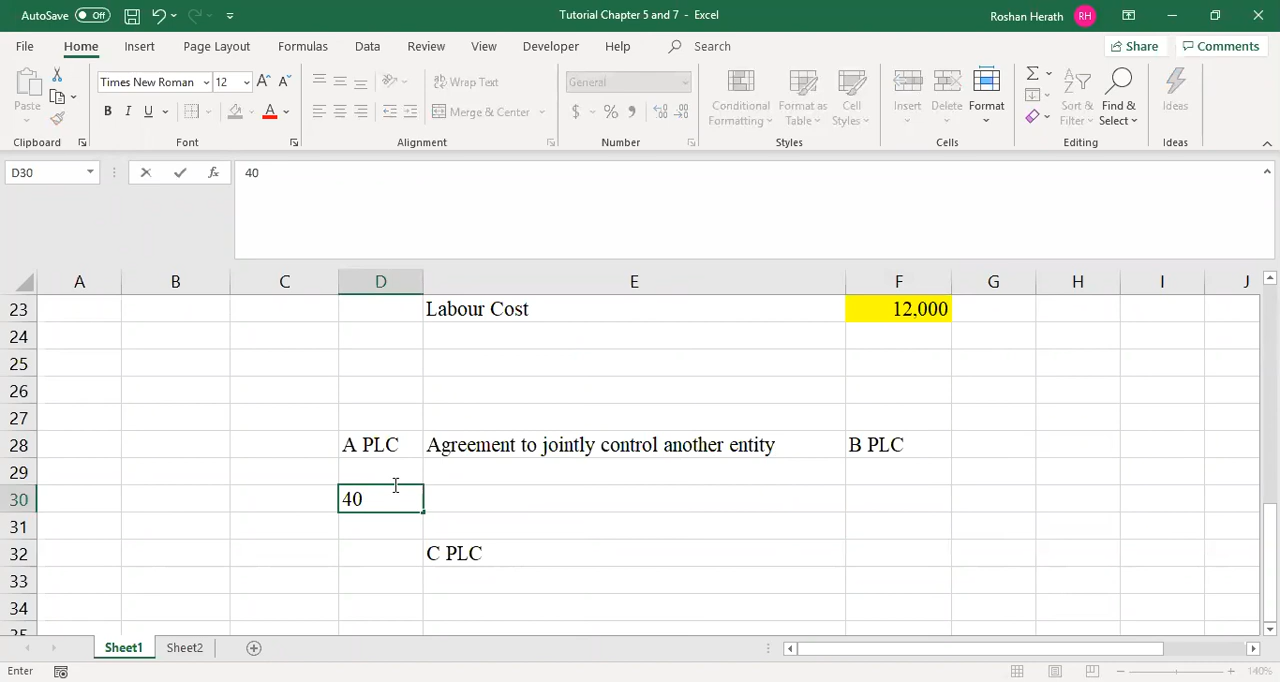 AutoSave Off Tutorial Chapter 5 and 7 - Excel Roshan Herath RH
File Home Insert Page Layout Formulas Data Review View Developer Help Search Share Comments
Times New Roman 12 Wrap Text General
Paste B I U Merge & Center $ % Conditional Formatting Format as Table Cell Styles Insert Delete Format Sort & Filter Find & Select Ideas
Clipboard Font Alignment Number Styles Cells Editing Ideas
D30 fx 40
A B C D E F G H I J
23 Labour Cost 12,000
24
25
26
27
28 A PLC Agreement to jointly control another entity B PLC
29
30 40
31
32 C PLC
33
34
35
Sheet1 Sheet2
Enter 140%